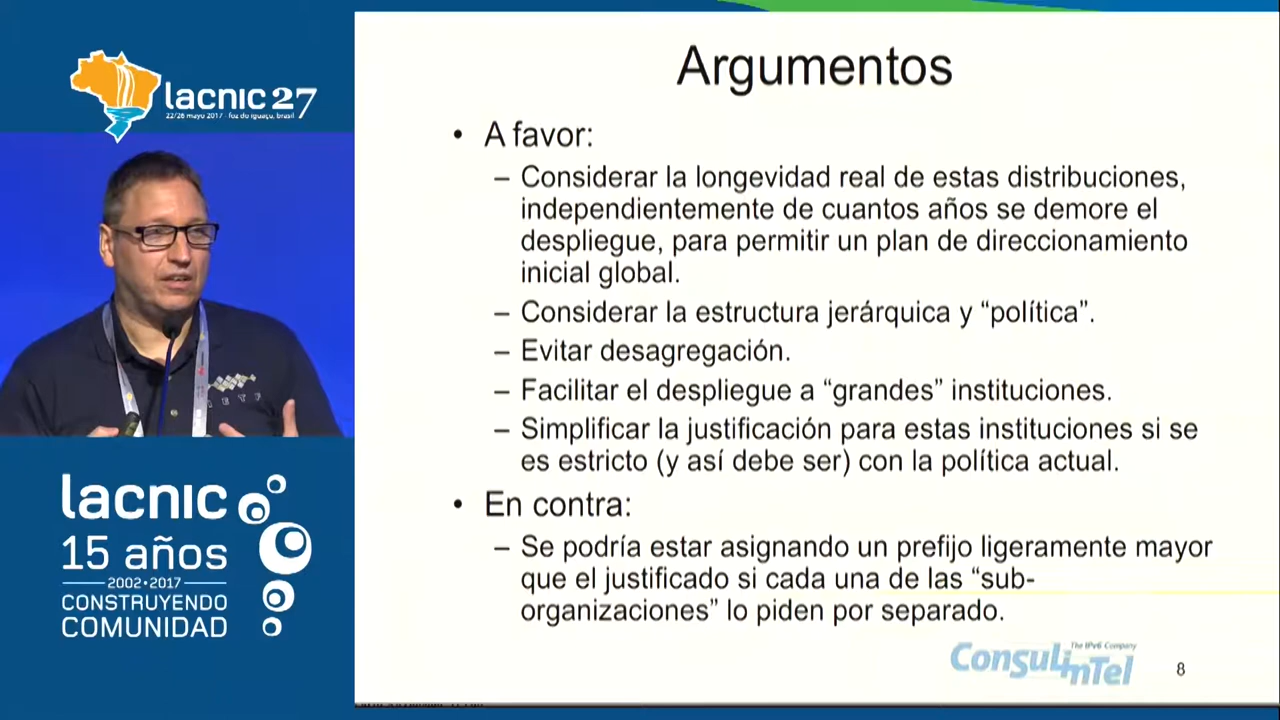 lacnic 27
22/26 mayo 2017 - foz do iguaçu, brasil
IETF
lacnic
15 años
2002•2017
CONSTRUYENDO
COMUNIDAD
Argumentos
• A favor:
– Considerar la longevidad real de estas distribuciones,
independientemente de cuantos años se demore el
despliegue, para permitir un plan de direccionamiento
inicial global.
– Considerar la estructura jerárquica y “política”.
– Evitar desagregación.
– Facilitar el despliegue a “grandes” instituciones.
– Simplificar la justificación para estas instituciones si se
es estricto (y así debe ser) con la política actual.
• En contra:
– Se podría estar asignando un prefijo ligeramente mayor
que el justificado si cada una de las “sub-
organizaciones” lo piden por separado.
The IPv6 Company
ConsulinTel
8